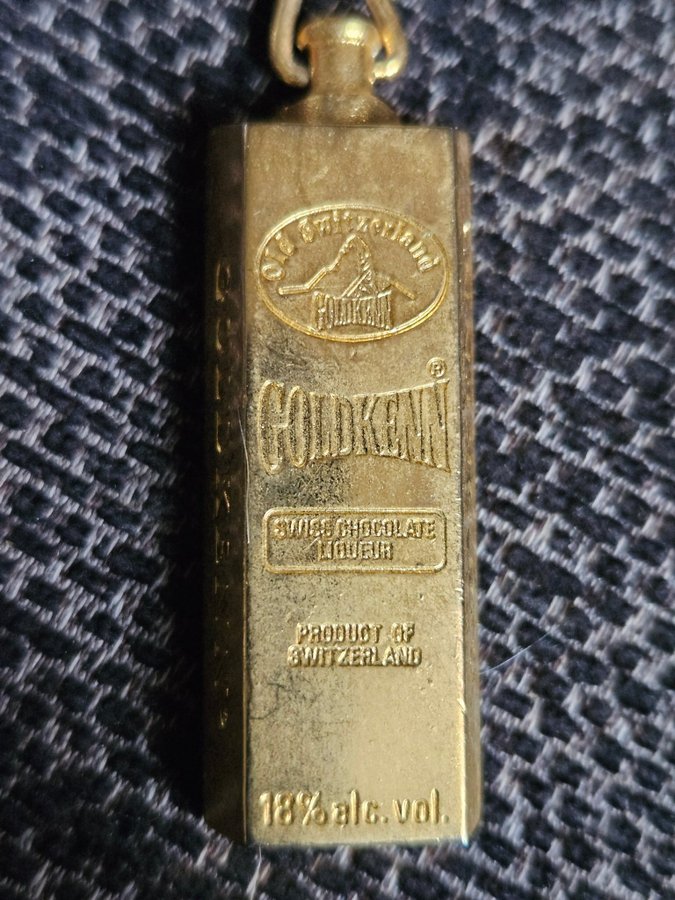 Old Switzerland
GOLDKENN
GOLDKENN®
SWISS CHOCOLATE
LIQUEUR
PRODUCT OF
SWITZERLAND
18% alc. vol.